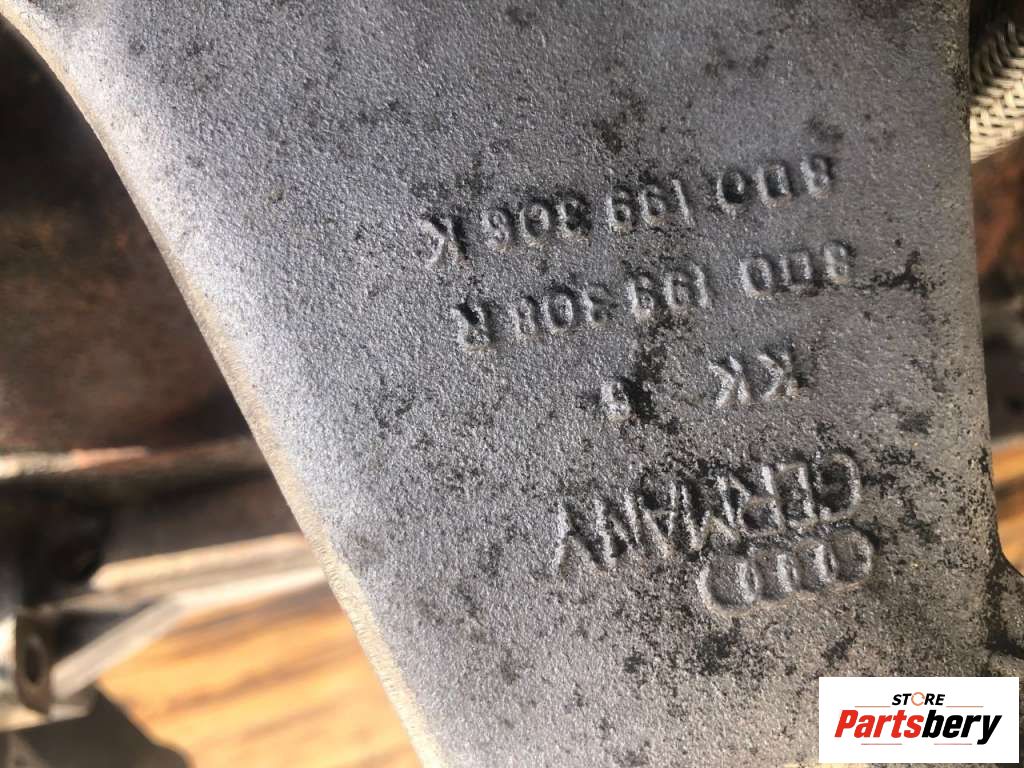 GERMANY
KK
8D0 199 308 R
8D0 199 308 K
STORE
Partsbery